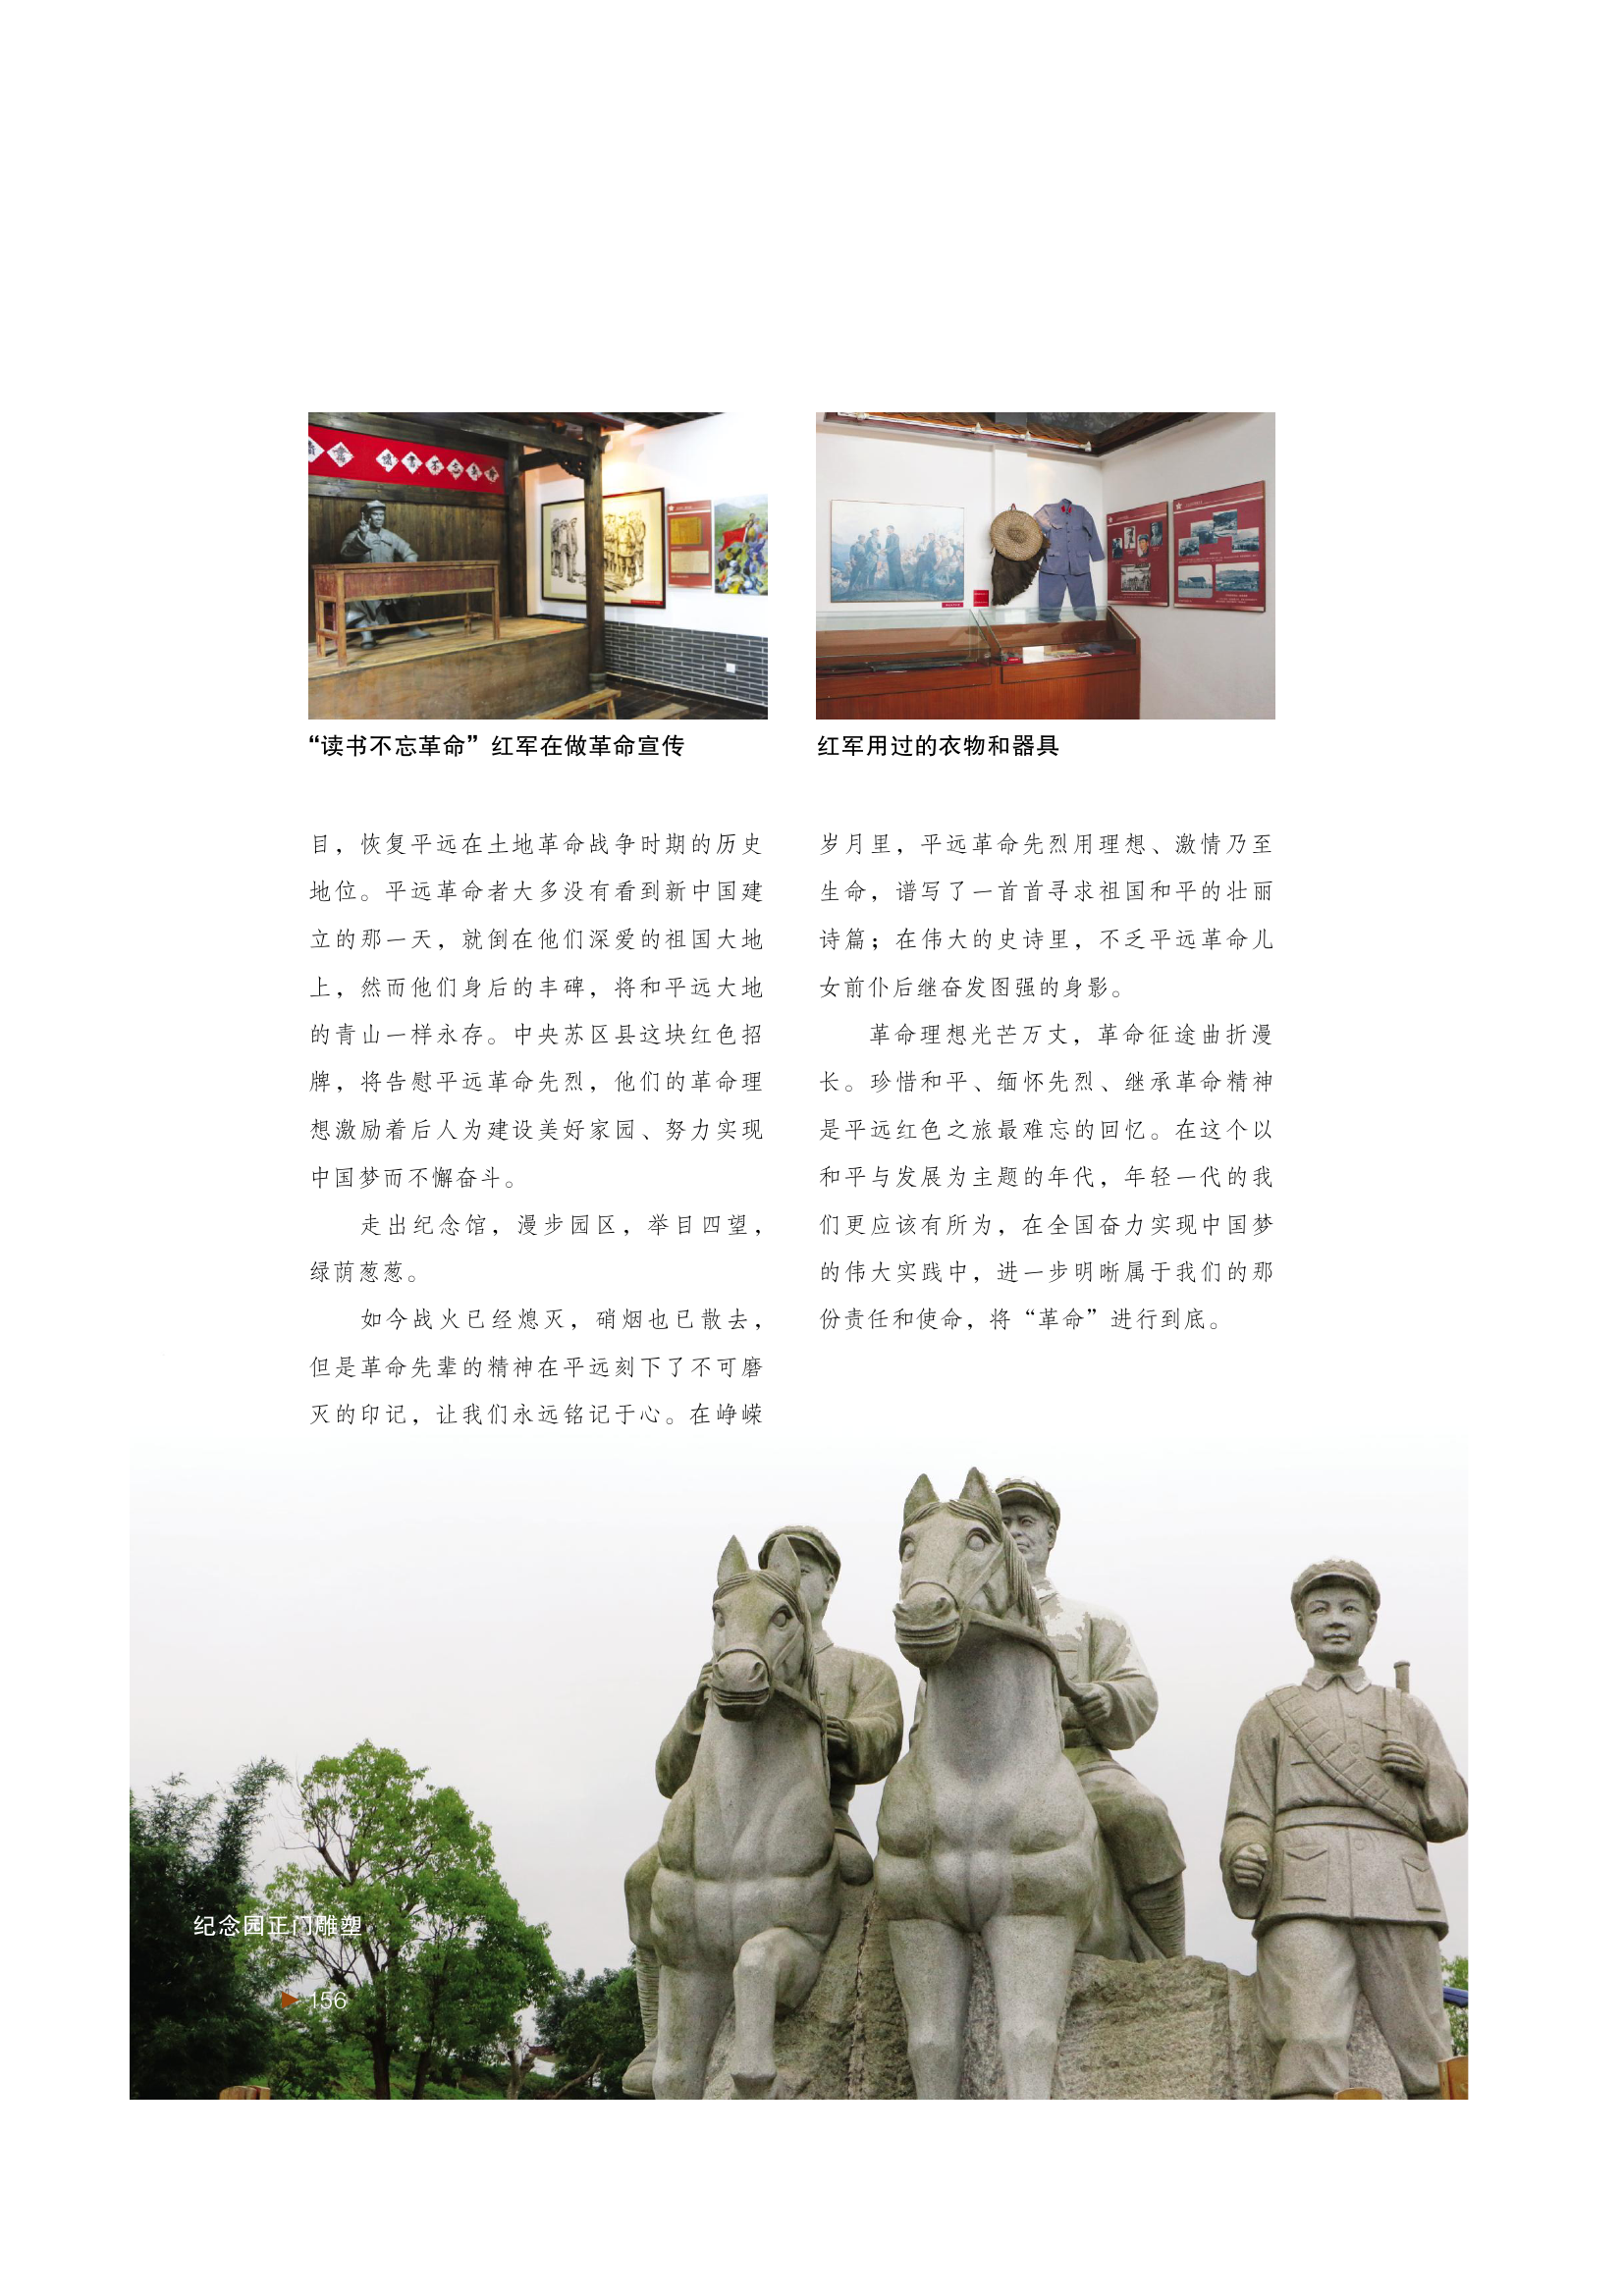 读书不忘革命
“读书不忘革命”红军在做革命宣传
红军用过的衣物和器具
目，恢复平远在土地革命战争时期的历史
地位。平远革命者大多没有看到新中国建
立的那一天，就倒在他们深爱的祖国大地
上，然而他们身后的丰碑，将和平远大地
的青山一样永存。中央苏区县这块红色招
牌，将告慰平远革命先烈，他们的革命理
想激励着后人为建设美好家园、努力实现
中国梦而不懈奋斗。
走出纪念馆，漫步园区，举目四望，
绿荫葱葱。
如今战火已经熄灭，硝烟也已散去，
但是革命先辈的精神在平远刻下了不可磨
灭的印记，让我们永远铭记于心。在峥嵘
岁月里，平远革命先烈用理想、激情乃至
生命，谱写了一首首寻求祖国和平的壮丽
诗篇；在伟大的史诗里，不乏平远革命儿
女前仆后继奋发图强的身影。
革命理想光芒万丈，革命征途曲折漫
长。珍惜和平、缅怀先烈、继承革命精神
是平远红色之旅最难忘的回忆。在这个以
和平与发展为主题的年代，年轻一代的我
们更应该有所为，在全国奋力实现中国梦
的伟大实践中，进一步明晰属于我们的那
份责任和使命，将“革命”进行到底。
纪念园正门雕塑
156